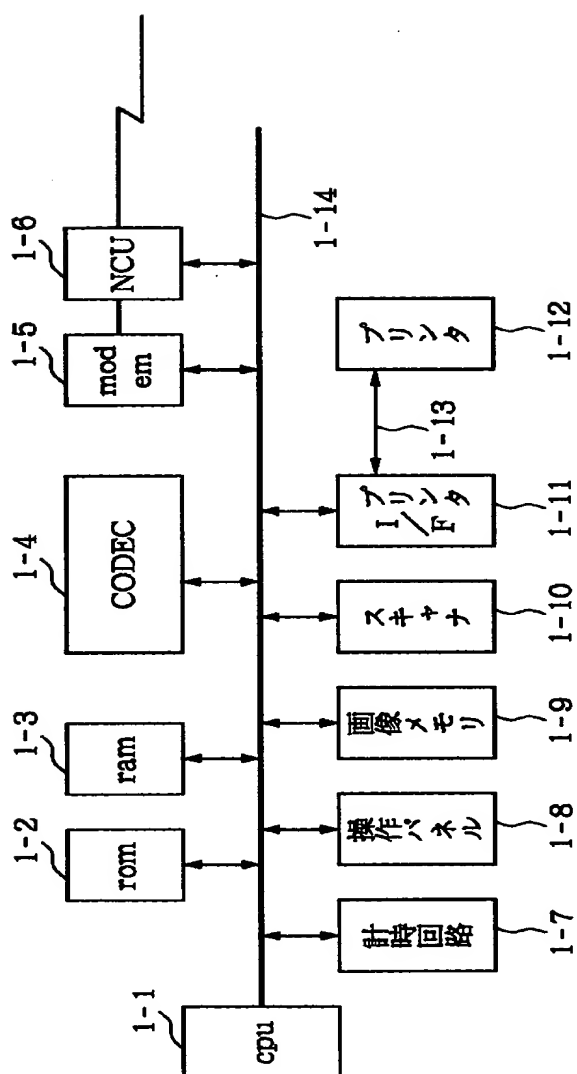 1-1
cpu
1-2
rom
1-3
ram
1-4
CODEC
1-5
mod
em
1-6
NCU
1-14
計時回路
1-7
操作パネル
1-8
画像メモリ
1-9
スキャナ
1-10
プリンタ
I/F
1-11
1-13
プリンタ
1-12